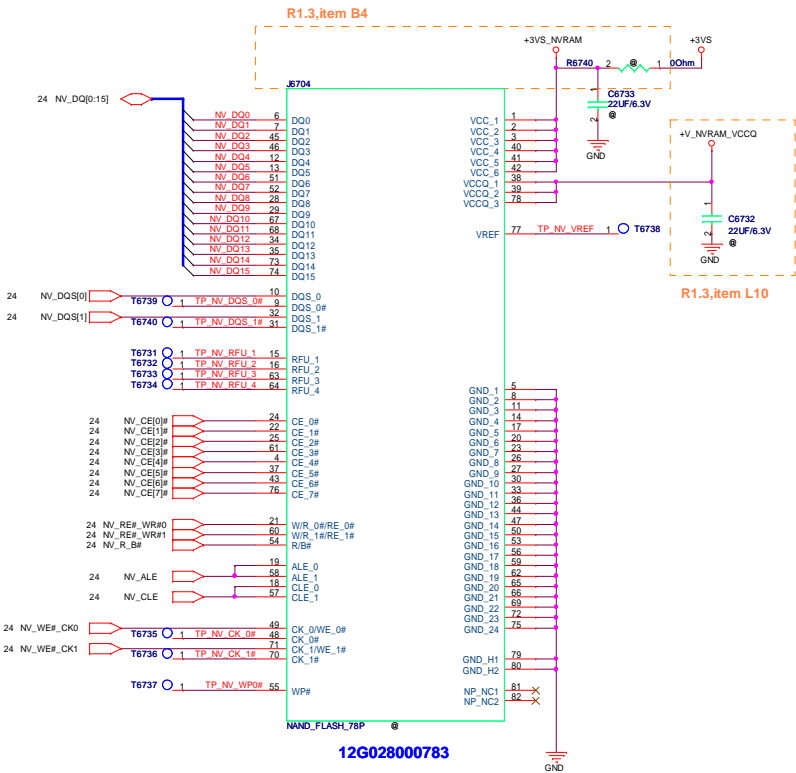 R1.3,item B4
+3VS_NVRAM
+3VS
R6740 2 @ 1 0Ohm
J6704
1 C6733
22UF/6.3V
2 @
GND
24 NV_DQ[0:15]
NV_DQ0 6 DQ0
NV_DQ1 7 DQ1
NV_DQ2 45 DQ2
NV_DQ3 46 DQ3
NV_DQ4 12 DQ4
NV_DQ5 13 DQ5
NV_DQ6 51 DQ6
NV_DQ7 52 DQ7
NV_DQ8 28 DQ8
NV_DQ9 29 DQ9
NV_DQ10 67 DQ10
NV_DQ11 68 DQ11
NV_DQ12 34 DQ12
NV_DQ13 35 DQ13
NV_DQ14 73 DQ14
NV_DQ15 74 DQ15
VCC_1 1
VCC_2 2
VCC_3 3
VCC_4 40
VCC_5 41
VCC_6 42
VCCQ_1 38
VCCQ_2 39
VCCQ_3 78
+V_NVRAM_VCCQ
1 C6732
22UF/6.3V
2 @
GND
R1.3,item L10
VREF 77 TP_NV_VREF 1 T6738
24 NV_DQS[0] 10 DQS_0
T6739 1 TP_NV_DQS_0# 9 DQS_0#
24 NV_DQS[1] 32 DQS_1
T6740 1 TP_NV_DQS_1# 31 DQS_1#
T6731 1 TP_NV_RFU_1 15 RFU_1
T6732 1 TP_NV_RFU_2 16 RFU_2
T6733 1 TP_NV_RFU_3 63 RFU_3
T6734 1 TP_NV_RFU_4 64 RFU_4
24 NV_CE[0]# 24 CE_0#
24 NV_CE[1]# 22 CE_1#
24 NV_CE[2]# 25 CE_2#
24 NV_CE[3]# 61 CE_3#
24 NV_CE[4]# 4 CE_4#
24 NV_CE[5]# 37 CE_5#
24 NV_CE[6]# 43 CE_6#
24 NV_CE[7]# 76 CE_7#
24 NV_RE#_WR#0 21 W/R_0#/RE_0#
24 NV_RE#_WR#1 60 W/R_1#/RE_1#
24 NV_R_B# 54 R/B#
19 ALE_0
24 NV_ALE 58 ALE_1
18 CLE_0
24 NV_CLE 57 CLE_1
24 NV_WE#_CK0 49 CK_0/WE_0#
T6735 1 TP_NV_CK_0# 48 CK_0#
24 NV_WE#_CK1 71 CK_1/WE_1#
T6736 1 TP_NV_CK_1# 70 CK_1#
T6737 1 TP_NV_WP0# 55 WP#
GND_1 5
GND_2 8
GND_3 11
GND_4 14
GND_5 17
GND_6 20
GND_7 23
GND_8 26
GND_9 27
GND_10 30
GND_11 33
GND_12 36
GND_13 44
GND_14 47
GND_15 50
GND_16 53
GND_17 56
GND_18 59
GND_19 62
GND_20 65
GND_21 66
GND_22 69
GND_23 72
GND_24 75
GND_H1 79
GND_H2 80
NP_NC1 81
NP_NC2 82
NAND_FLASH_78P @
12G028000783
GND